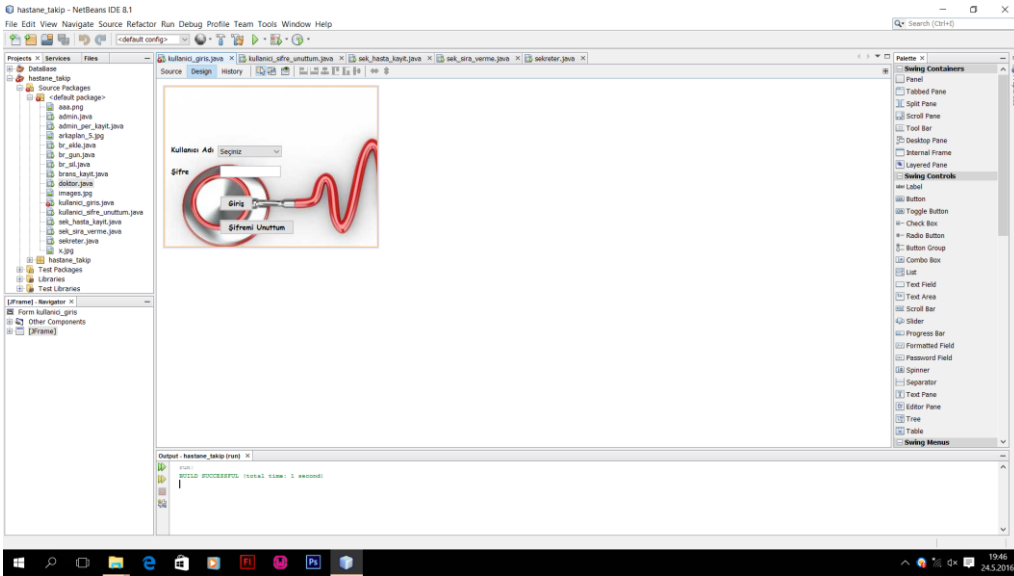 hastane_takip - NetBeans IDE 8.1
File Edit View Navigate Source Refactor Run Debug Profile Team Tools Window Help
Search (Ctrl+I)
<default config>
Projects Services Files
DataBase
hastane_takip
Source Packages
<default package>
aaa.png
admin.java
admin_per_kayit.java
arkaplan_5.jpg
br_ekle.java
br_gun.java
br_sil.java
brans_kayit.java
doktor.java
images.jpg
kullanici_giris.java
kullanici_sifre_unuttum.java
sek_hasta_kayit.java
sek_sira_verme.java
sekreter.java
x.jpg
hastane_takip
Test Packages
Libraries
Test Libraries
[JFrame] - Navigator
Form kullanici_giris
Other Components
[JFrame]
kullanici_giris.java kullanici_sifre_unuttum.java sek_hasta_kayit.java sek_sira_verme.java sekreter.java
Source Design History
Kullanıcı Adı Seçiniz
Şifre
Giriş
Şifremi Unuttum
Output - hastane_takip (run)
run:
BUILD SUCCESSFUL (total time: 1 second)
Palette
Swing Containers
Panel
Tabbed Pane
Split Pane
Scroll Pane
Tool Bar
Desktop Pane
Internal Frame
Layered Pane
Swing Controls
label Label
Button
Toggle Button
Check Box
Radio Button
Button Group
Combo Box
List
Text Field
Text Area
Scroll Bar
Slider
Progress Bar
Formatted Field
Password Field
Spinner
Separator
Text Pane
Editor Pane
Tree
Table
Swing Menus
Fl
Ps
19:46
24.5.2016